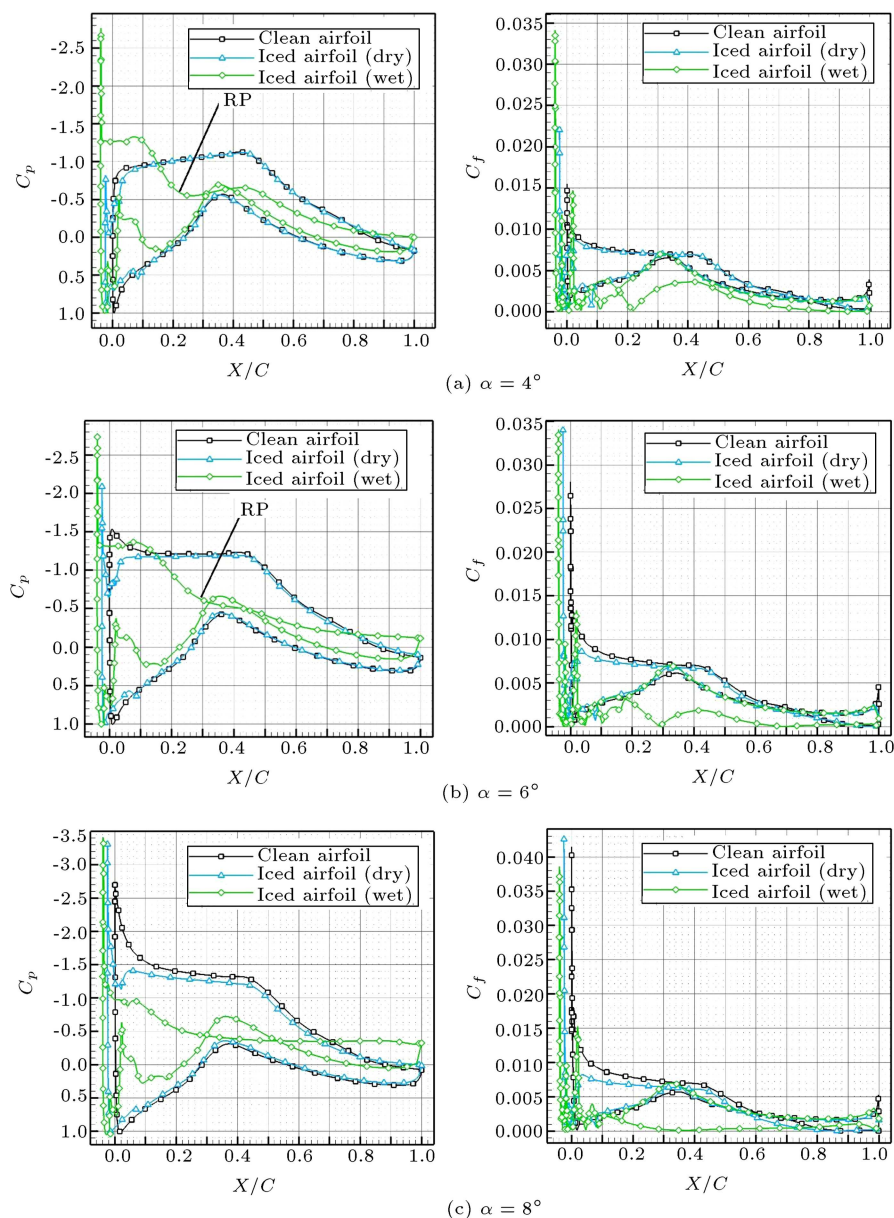 -2.5
-2.0
-1.5
-1.0
-0.5
0.0
0.5
1.0
Cp
Clean airfoil
Iced airfoil (dry)
Iced airfoil (wet)
RP
0.0 0.2 0.4 0.6 0.8 1.0
X/C
0.035
0.030
0.025
0.020
0.015
0.010
0.005
0.000
Cf
Clean airfoil
Iced airfoil (dry)
Iced airfoil (wet)
0.0 0.2 0.4 0.6 0.8 1.0
X/C
(a) α = 4°
-2.5
-2.0
-1.5
-1.0
-0.5
0.0
0.5
1.0
Cp
Clean airfoil
Iced airfoil (dry)
Iced airfoil (wet)
RP
0.0 0.2 0.4 0.6 0.8 1.0
X/C
0.035
0.030
0.025
0.020
0.015
0.010
0.005
0.000
Cf
Clean airfoil
Iced airfoil (dry)
Iced airfoil (wet)
0.0 0.2 0.4 0.6 0.8 1.0
X/C
(b) α = 6°
-3.5
-3.0
-2.5
-2.0
-1.5
-1.0
-0.5
0.0
0.5
1.0
Cp
Clean airfoil
Iced airfoil (dry)
Iced airfoil (wet)
0.0 0.2 0.4 0.6 0.8 1.0
X/C
0.040
0.035
0.030
0.025
0.020
0.015
0.010
0.005
0.000
Cf
Clean airfoil
Iced airfoil (dry)
Iced airfoil (wet)
0.0 0.2 0.4 0.6 0.8 1.0
X/C
(c) α = 8°